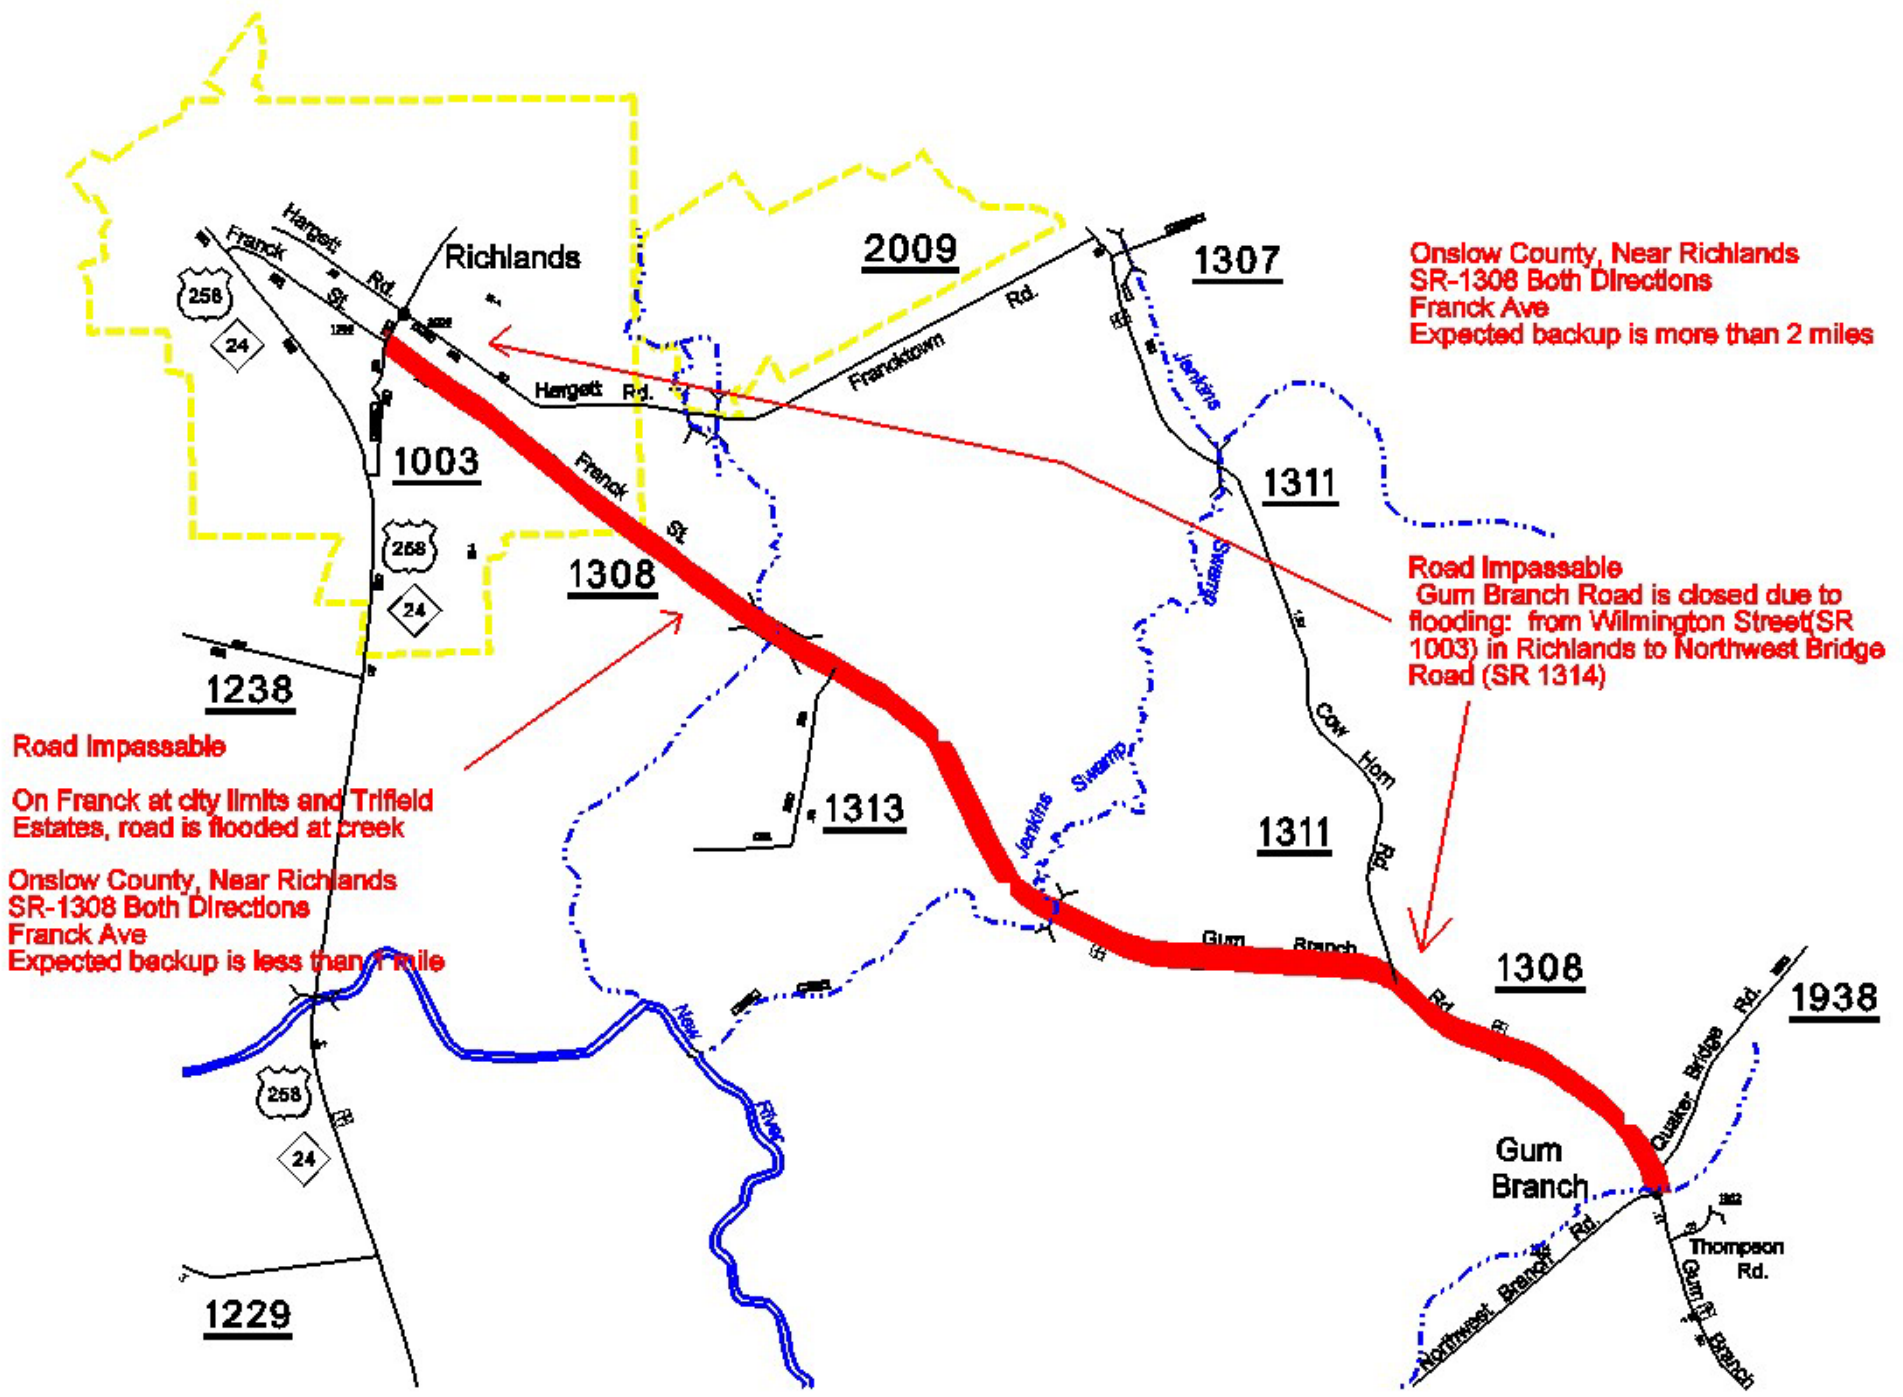 Hargett
Rd.
Franck
St.
Richlands
258
24
2009
1307
Onslow County, Near Richlands
SR-1308 Both Directions
Franck Ave
Expected backup is more than 2 miles
Hargett Rd.
Francktown Rd.
Jenkins
Swamp
1003
Franck St.
1311
258
24
1308
Road Impassable
Gum Branch Road is closed due to
flooding: from Wilmington Street(SR
1003) in Richlands to Northwest Bridge
Road (SR 1314)
1238
Road Impassable
On Franck at city limits and Trifield
Estates, road is flooded at creek
Onslow County, Near Richlands
SR-1308 Both Directions
Franck Ave
Expected backup is less than 1 mile
Cow Horn Rd.
Jenkins Swamp
1313
1311
Gum Branch Rd.
1308
1938
New River
258
24
Quaker Bridge Rd.
Gum
Branch
Northwest Branch Rd.
Thompson
Rd.
Gum Branch
1229